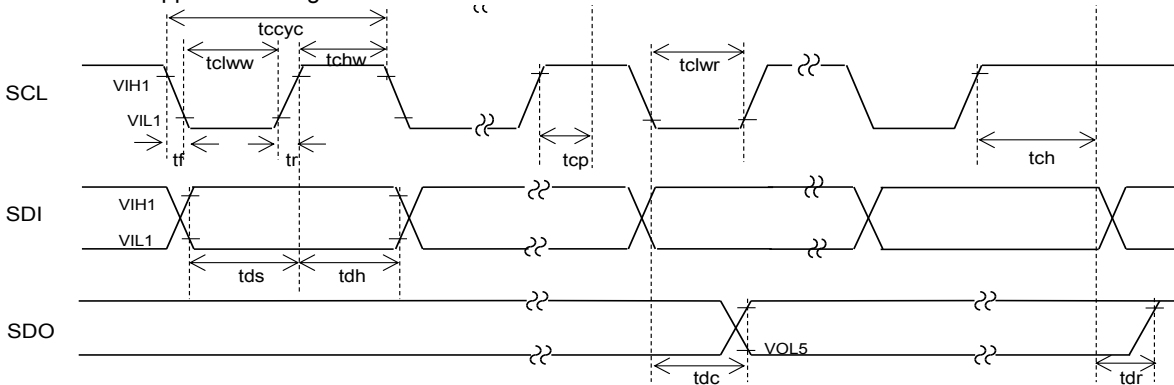 tccyc
tclww
tchw
tclwr
SCL
VIH1
VIL1
tf
tr
tcp
tch
SDI
VIH1
VIL1
tds
tdh
SDO
VOL5
tdc
tdr